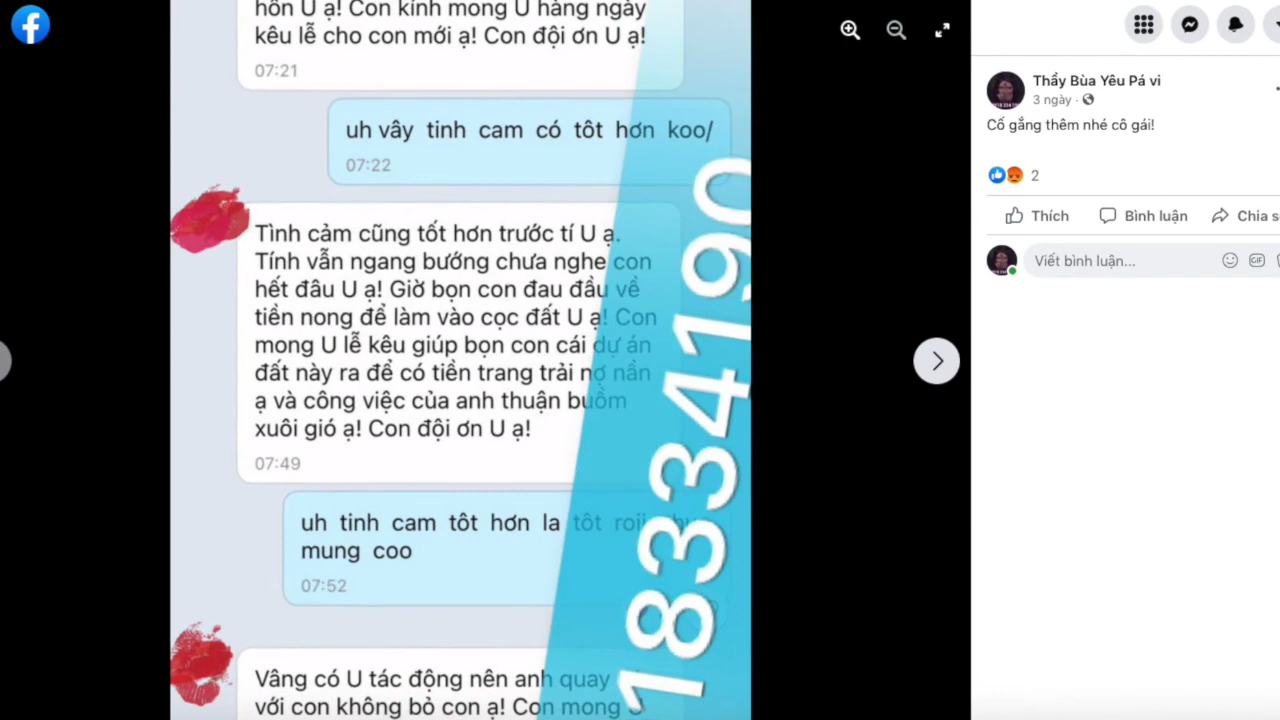 hồn U ạ! Con kính mong U hàng ngày
kêu lễ cho con mới ạ! Con đội ơn U ạ!
07:21
uh vây tinh cam có tôt hơn koo/
07:22
Tình cảm cũng tốt hơn trước tí U ạ.
Tính vẫn ngang bướng chưa nghe con
hết đâu U ạ! Giờ bọn con đau đầu về
tiền nong để làm vào cọc đất U ạ! Con
mong U lễ kêu giúp bọn con cái dự án
đất này ra để có tiền trang trải nợ nần
ạ và công việc của anh thuận buồm
xuôi gió ạ! Con đội ơn U ạ!
07:49
uh tinh cam tôt hơn la tôt roii
mung coo
07:52
Vâng có U tác động nên anh quay
với con không bỏ con ạ! Con mong U
18334190
Thầy Bùa Yêu Pá vi
3 ngày ·
Cố gắng thêm nhé cô gái!
2
Thích
Bình luận
Chia s
Viết bình luận...
GIF